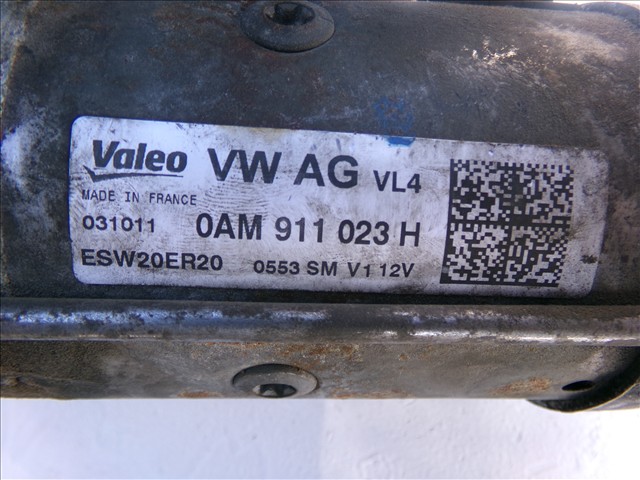 Valeo VW AG VL4
MADE IN FRANCE
031011 0AM 911 023 H
ESW20ER20 0553 SM V1 12V